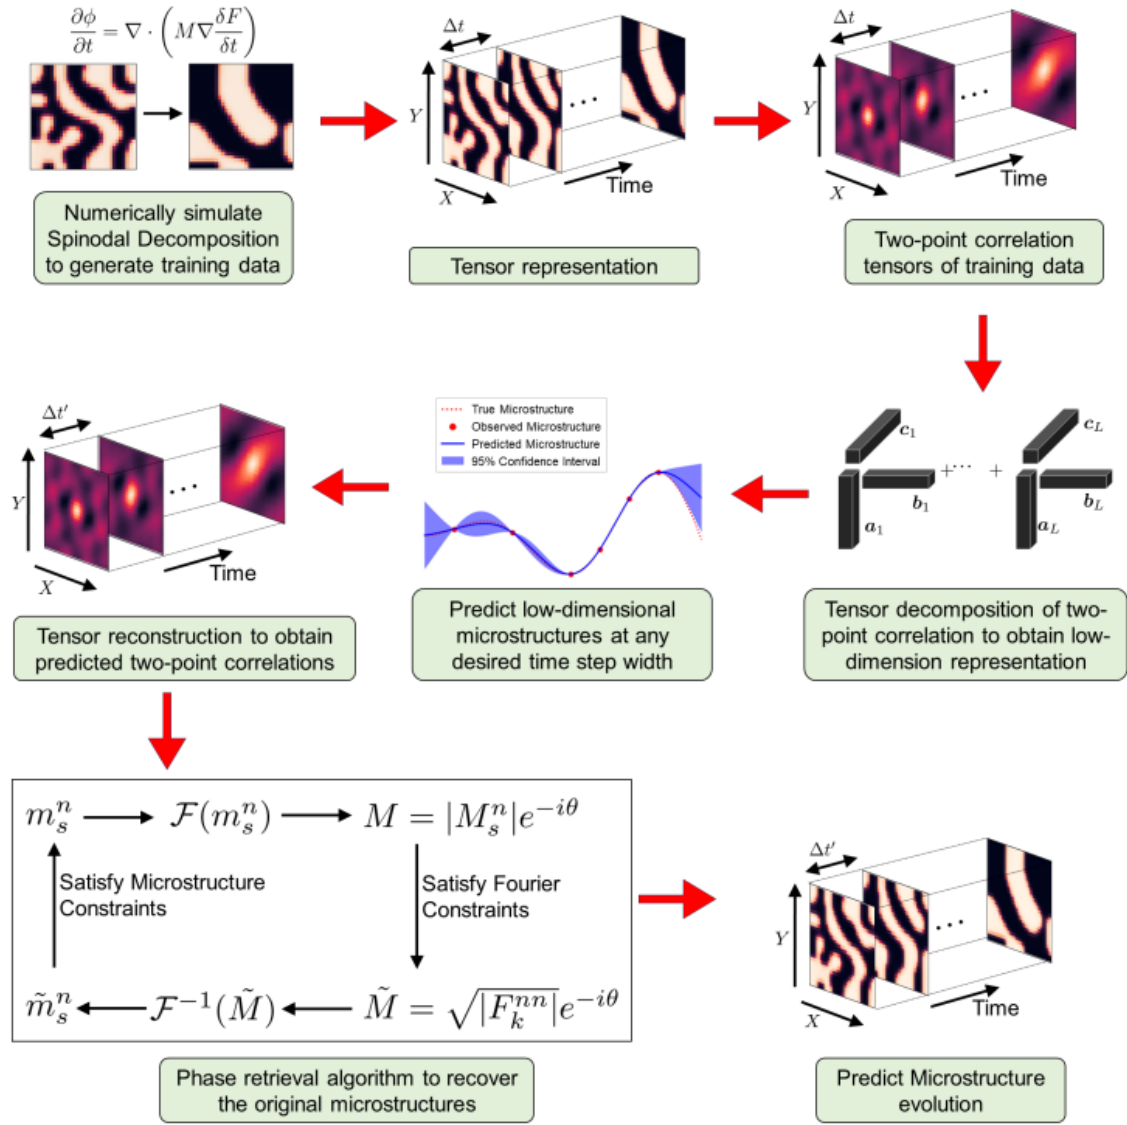 ∂ϕ/∂t = ∇ · (M∇ δF/δt)
Numerically simulate
Spinodal Decomposition
to generate training data
Δt
Y
X
Time
Tensor representation
Δt
Y
X
Time
Two-point correlation
tensors of training data
c₁
b₁
a₁
+ ··· +
c_L
b_L
a_L
Tensor decomposition of two-
point correlation to obtain low-
dimension representation
True Microstructure
Observed Microstructure
Predicted Microstructure
95% Confidence Interval
Predict low-dimensional
microstructures at any
desired time step width
Δt′
Y
X
Time
Tensor reconstruction to obtain
predicted two-point correlations
m_s^n
F(m_s^n)
M = |M_s^n|e^{-iθ}
Satisfy Microstructure
Constraints
Satisfy Fourier
Constraints
m̃_s^n
F^{-1}(M̃)
M̃ = √|F_k^{nn}|e^{-iθ}
Phase retrieval algorithm to recover
the original microstructures
Δt′
Y
X
Time
Predict Microstructure
evolution